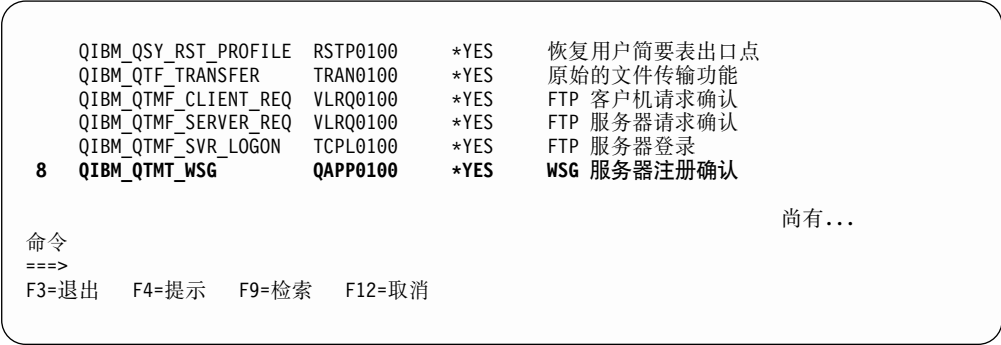 QIBM_QSY_RST_PROFILE RSTP0100 *YES 恢复用户简要表出口点
QIBM_QTF_TRANSFER TRAN0100 *YES 原始的文件传输功能
QIBM_QTMF_CLIENT_REQ VLRQ0100 *YES FTP 客户机请求确认
QIBM_QTMF_SERVER_REQ VLRQ0100 *YES FTP 服务器请求确认
QIBM_QTMF_SVR_LOGON TCPL0100 *YES FTP 服务器登录
8 QIBM_QTMT_WSG QAPP0100 *YES WSG 服务器注册确认
尚有...
命令
===>
F3=退出 F4=提示 F9=检索 F12=取消